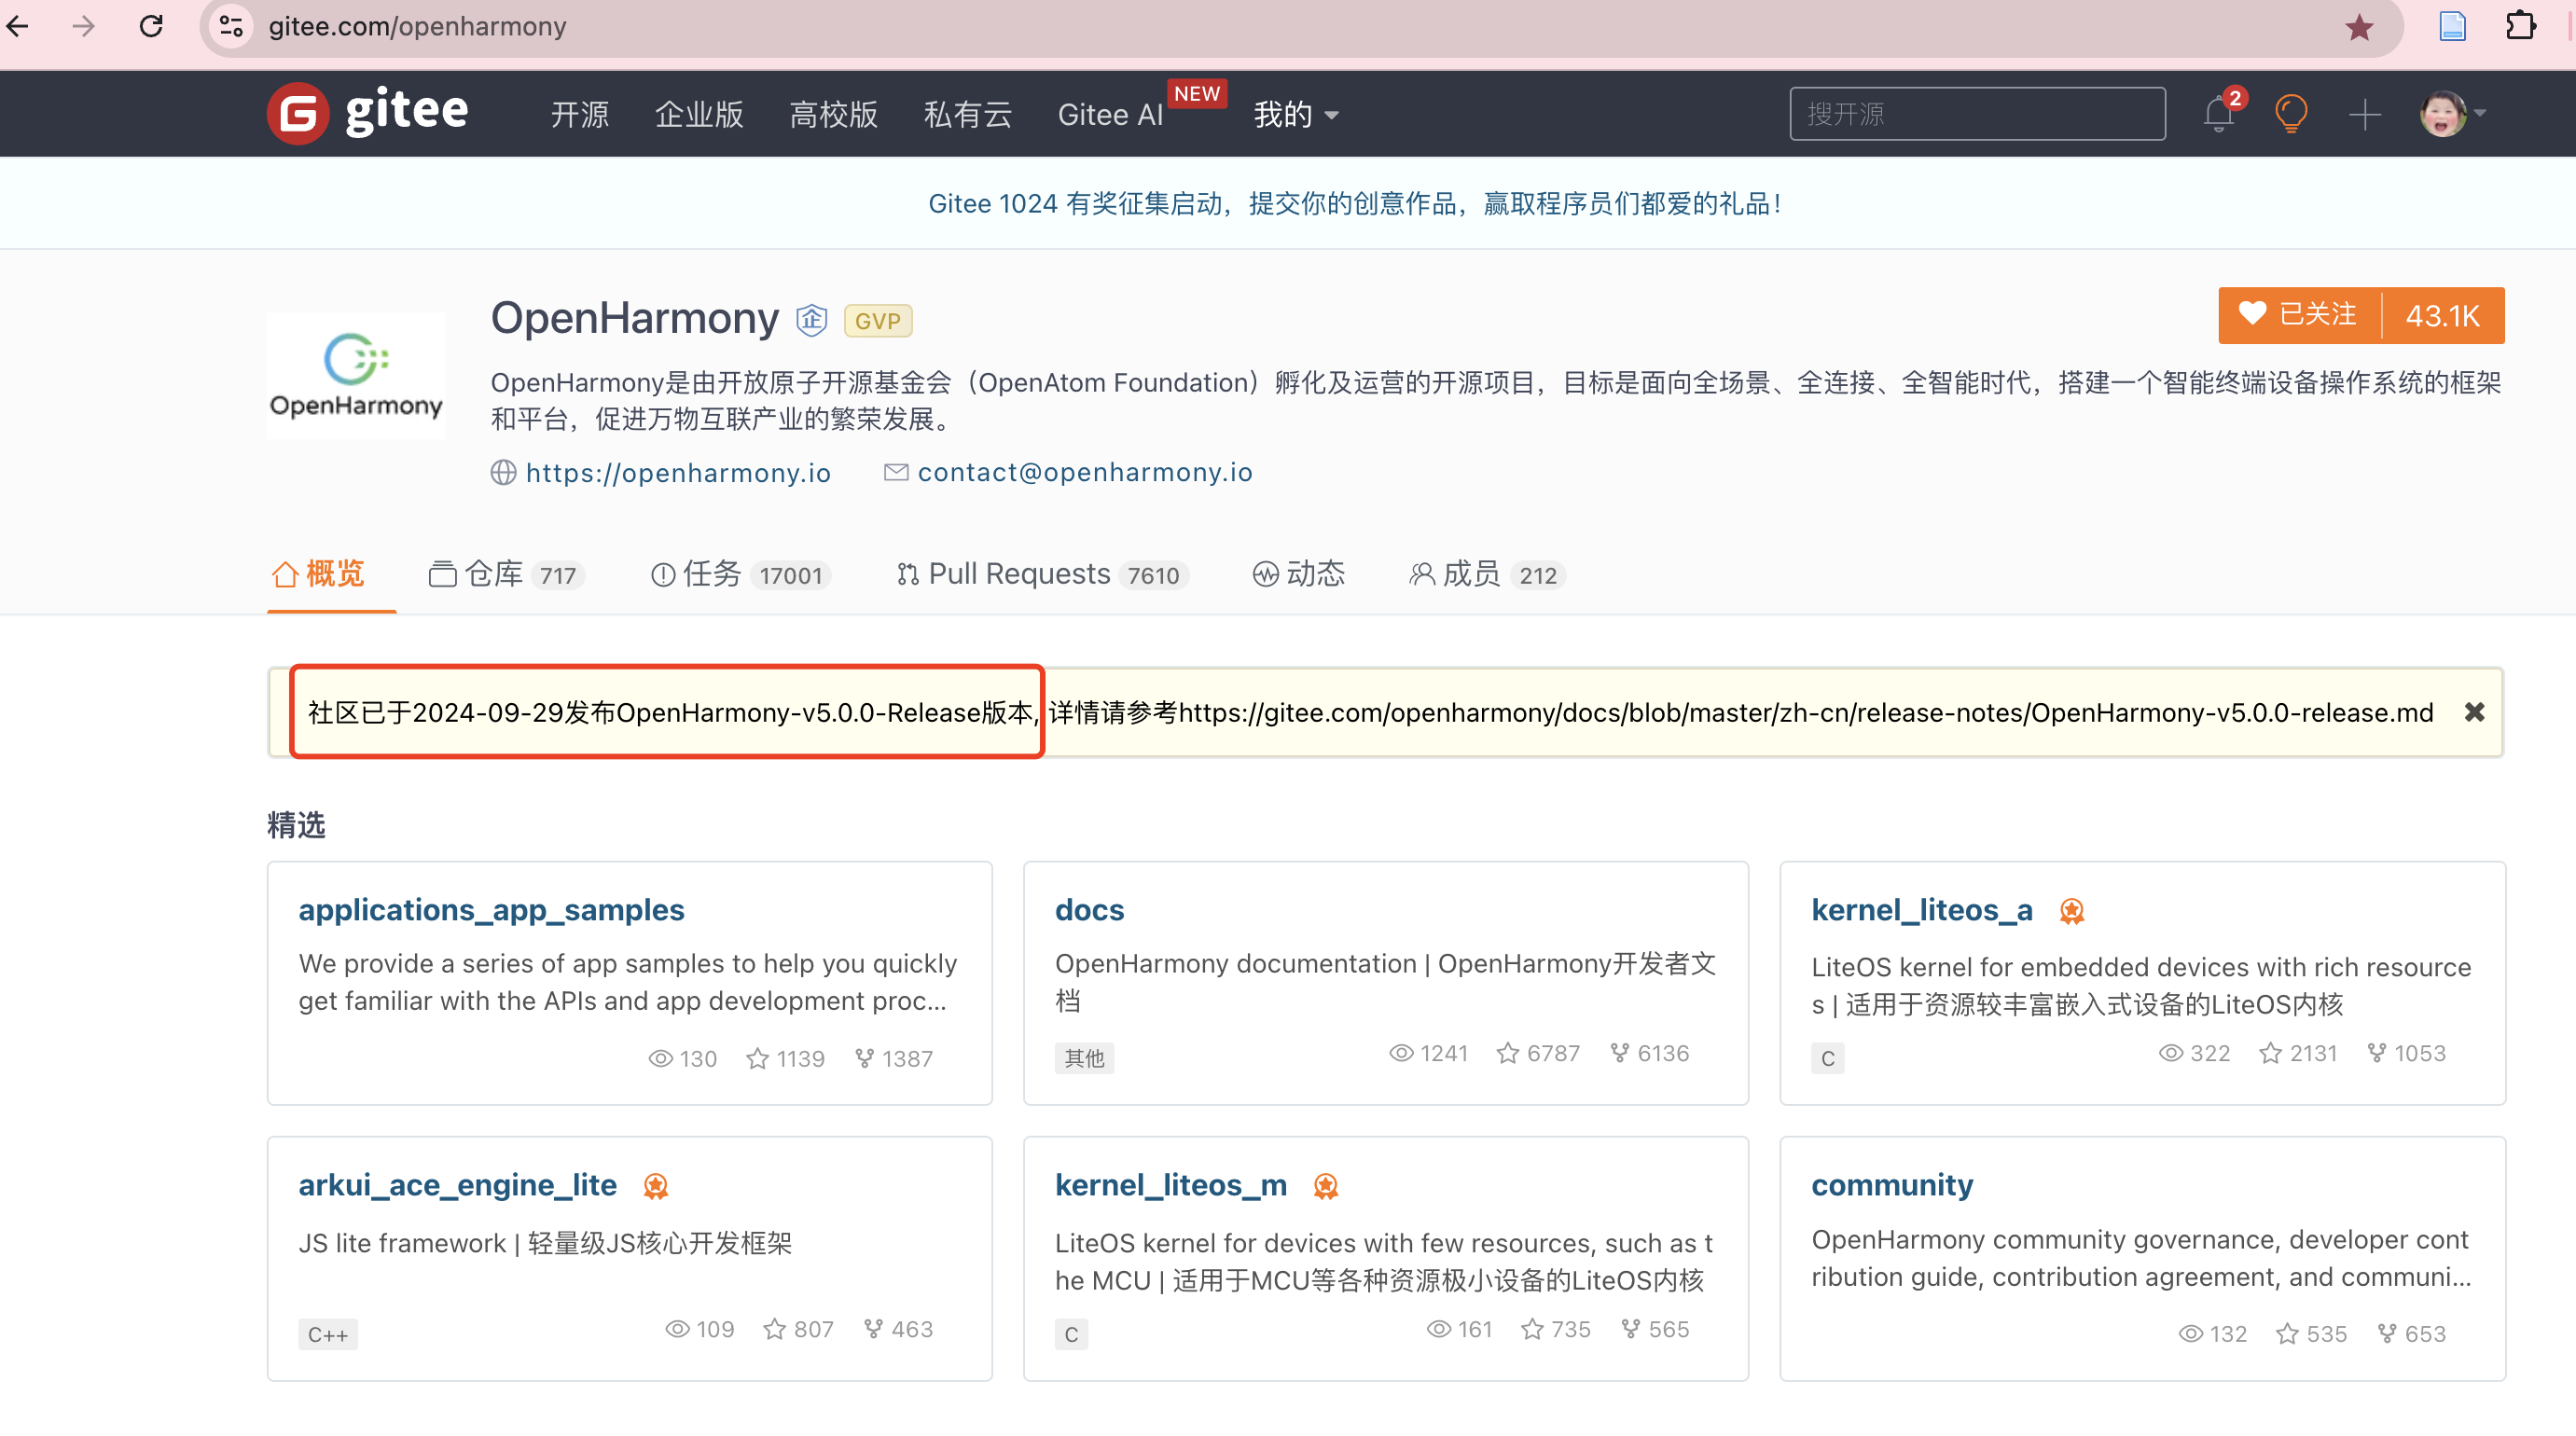 gitee.com/openharmony
gitee
开源
企业版
高校版
私有云
Gitee AI
NEW
我的
搜开源
2
Gitee 1024 有奖征集启动，提交你的创意作品，赢取程序员们都爱的礼品！
OpenHarmony
OpenHarmony
企
GVP
已关注
43.1K
OpenHarmony是由开放原子开源基金会（OpenAtom Foundation）孵化及运营的开源项目，目标是面向全场景、全连接、全智能时代，搭建一个智能终端设备操作系统的框架
和平台，促进万物互联产业的繁荣发展。
https://openharmony.io
contact@openharmony.io
概览
仓库 717
任务 17001
Pull Requests 7610
动态
成员 212
社区已于2024-09-29发布OpenHarmony-v5.0.0-Release版本, 详情请参考https://gitee.com/openharmony/docs/blob/master/zh-cn/release-notes/OpenHarmony-v5.0.0-release.md
精选
applications_app_samples
We provide a series of app samples to help you quickly
get familiar with the APIs and app development proc...
130 1139 1387
docs
OpenHarmony documentation | OpenHarmony开发者文
档
其他
1241 6787 6136
kernel_liteos_a
LiteOS kernel for embedded devices with rich resource
s | 适用于资源较丰富嵌入式设备的LiteOS内核
C
322 2131 1053
arkui_ace_engine_lite
JS lite framework | 轻量级JS核心开发框架
C++
109 807 463
kernel_liteos_m
LiteOS kernel for devices with few resources, such as t
he MCU | 适用于MCU等各种资源极小设备的LiteOS内核
C
161 735 565
community
OpenHarmony community governance, developer cont
ribution guide, contribution agreement, and communi...
132 535 653